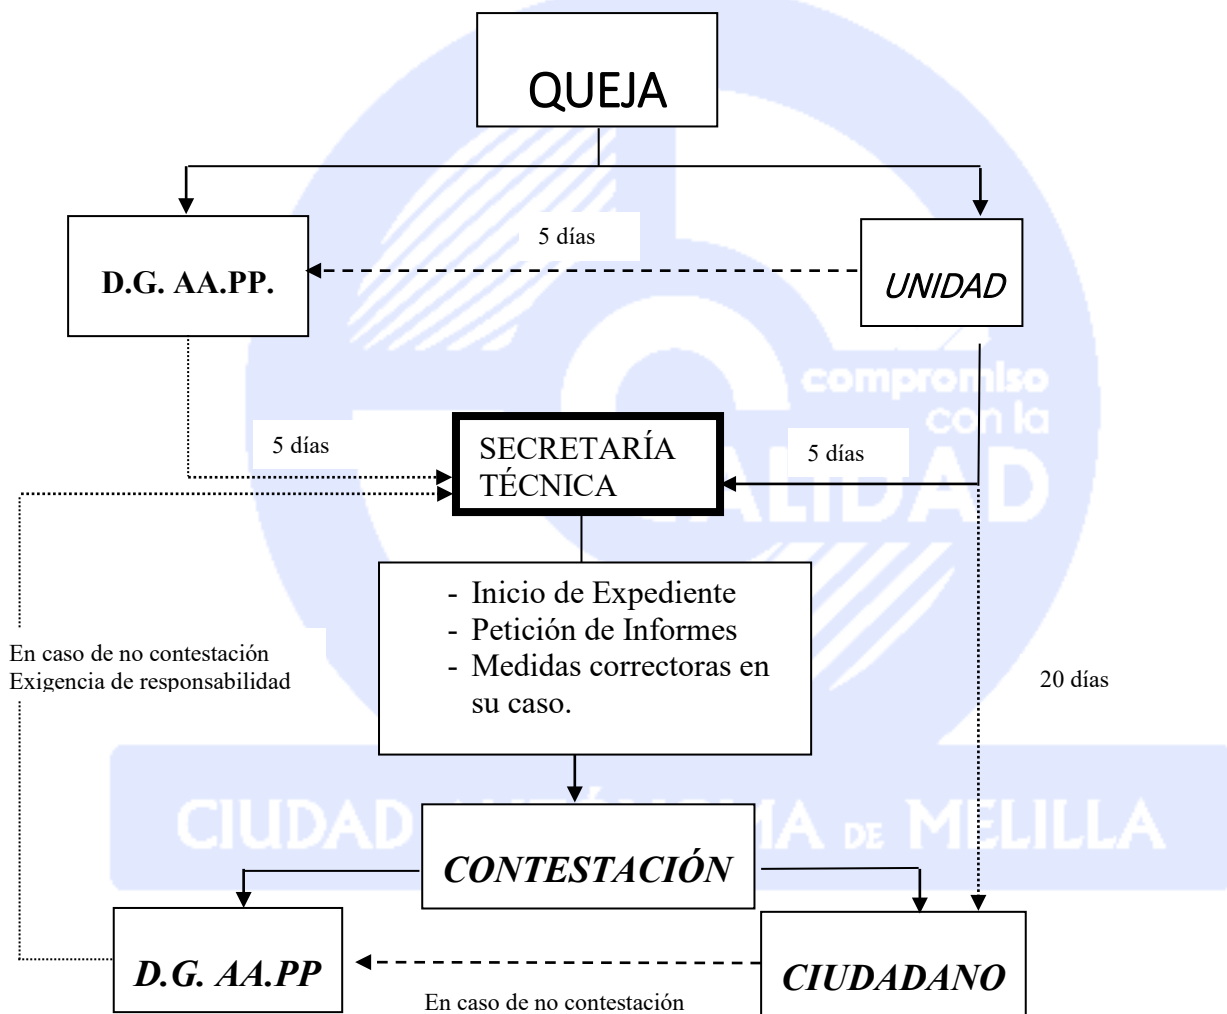 QUEJA
5 días
D.G. AA.PP.
UNIDAD
compromiso
con la
CALIDAD
5 días
SECRETARÍA
TÉCNICA
5 días
- Inicio de Expediente
- Petición de Informes
- Medidas correctoras en
su caso.
En caso de no contestación
Exigencia de responsabilidad
20 días
CIUDAD AUTÓNOMA DE MELILLA
CONTESTACIÓN
D.G. AA.PP
CIUDADANO
En caso de no contestación